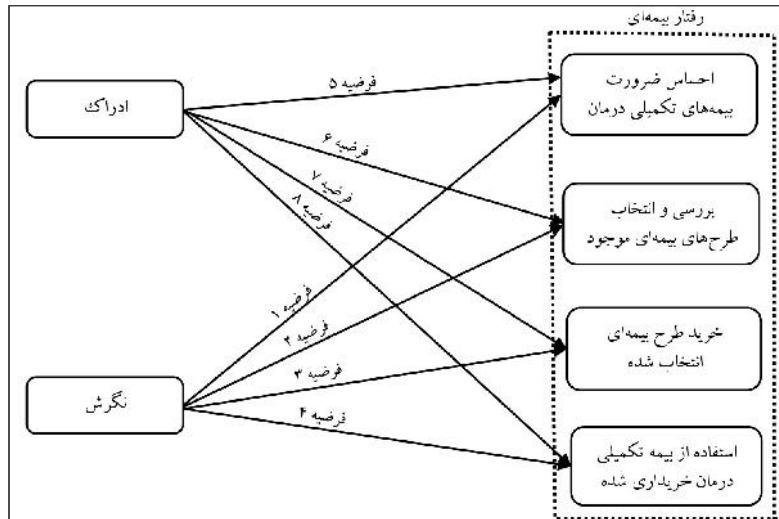 رفتار بیمه‌ای
احساس ضرورت
بیمه‌های تکمیلی درمان
ادراک
فرضیه ۵
فرضیه ۶
فرضیه ۷
فرضیه ۸
بررسی و انتخاب
طرح‌های بیمه‌ای موجود
فرضیه ۱
فرضیه ۲
خرید طرح بیمه‌ای
انتخاب شده
فرضیه ۳
نگرش
فرضیه ۴
استفاده از بیمه تکمیلی
درمان خریداری شده